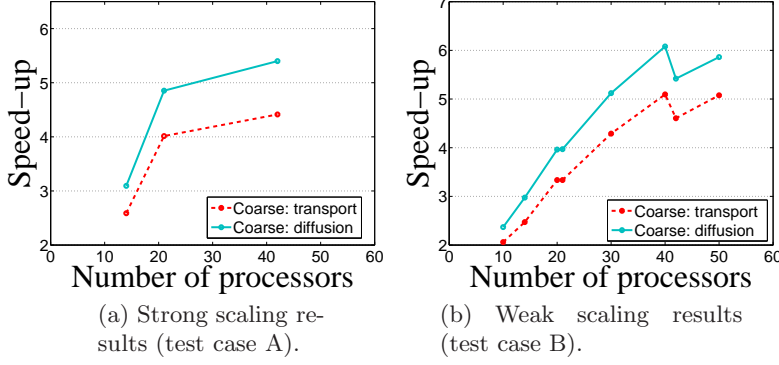 6
5
4
3
2
0 10 20 30 40 50 60
Speed-up
Number of processors
Coarse: transport
Coarse: diffusion
(a) Strong scaling re-
sults (test case A).
7
6
5
4
3
2
0 10 20 30 40 50 60
Speed-up
Number of processors
Coarse: transport
Coarse: diffusion
(b) Weak scaling results
(test case B).